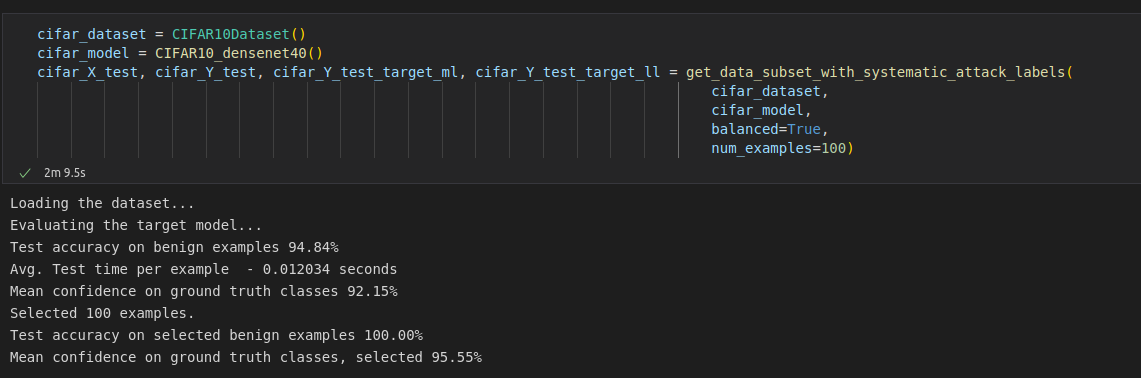 cifar_dataset = CIFAR10Dataset()
cifar_model = CIFAR10_densenet40()
cifar_X_test, cifar_Y_test, cifar_Y_test_target_ml, cifar_Y_test_target_ll = get_data_subset_with_systematic_attack_labels(
cifar_dataset,
cifar_model,
balanced=True,
num_examples=100)
2m 9.5s
Loading the dataset...
Evaluating the target model...
Test accuracy on benign examples 94.84%
Avg. Test time per example  - 0.012034 seconds
Mean confidence on ground truth classes 92.15%
Selected 100 examples.
Test accuracy on selected benign examples 100.00%
Mean confidence on ground truth classes, selected 95.55%